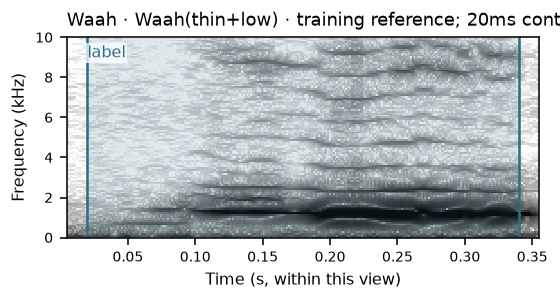 Waah · Waah(thin+low) · training reference; 20ms cont
10
label
8
6
4
2
0
Frequency (kHz)
0.05 0.10 0.15 0.20 0.25 0.30 0.35
Time (s, within this view)